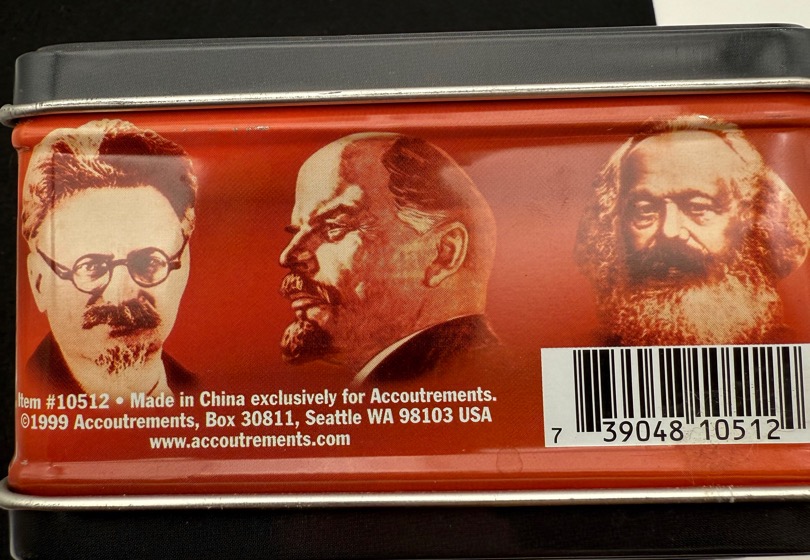 Item #10512 • Made in China exclusively for Accoutrements.
©1999 Accoutrements, Box 30811, Seattle WA 98103 USA
www.accoutrements.com
7 39048 10512